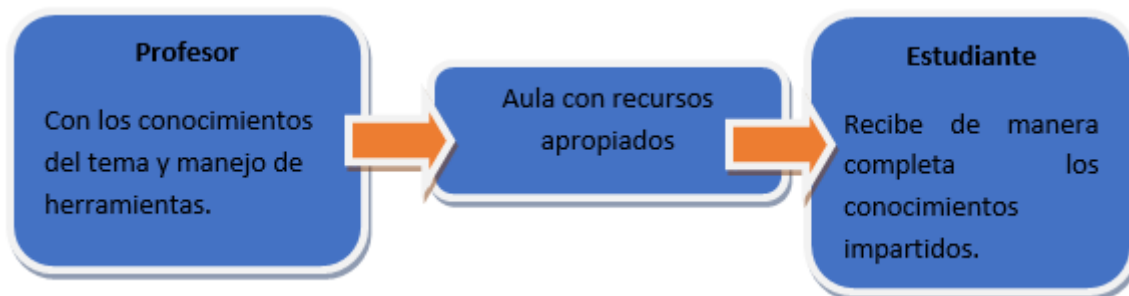 Profesor
Con los conocimientos
del tema y manejo de
herramientas.
Aula con recursos
apropiados
Estudiante
Recibe de manera
completa los
conocimientos
impartidos.